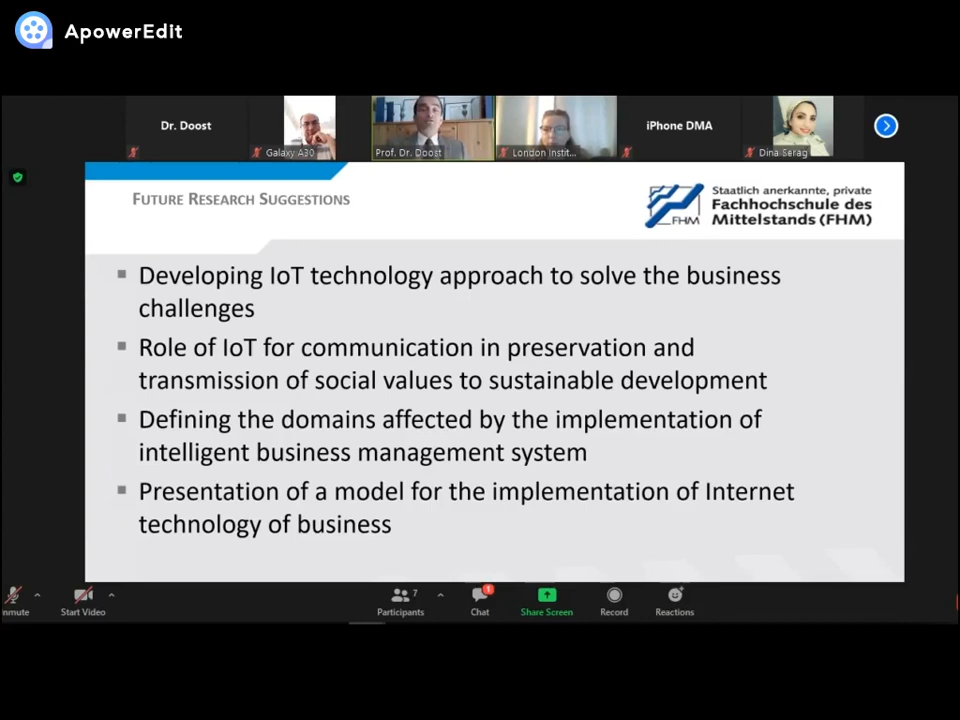 ApowerEdit
Dr. Doost
Galaxy A30
Prof. Dr. Doost
London Instit...
iPhone DMA
Dina Serag
FUTURE RESEARCH SUGGESTIONS
FHM
Staatlich anerkannte, private
Fachhochschule des
Mittelstands (FHM)
Developing IoT technology approach to solve the business
challenges
Role of IoT for communication in preservation and
transmission of social values to sustainable development
Defining the domains affected by the implementation of
intelligent business management system
Presentation of a model for the implementation of Internet
technology of business
7
1
nmute
Start Video
Participants
Chat
Share Screen
Record
Reactions